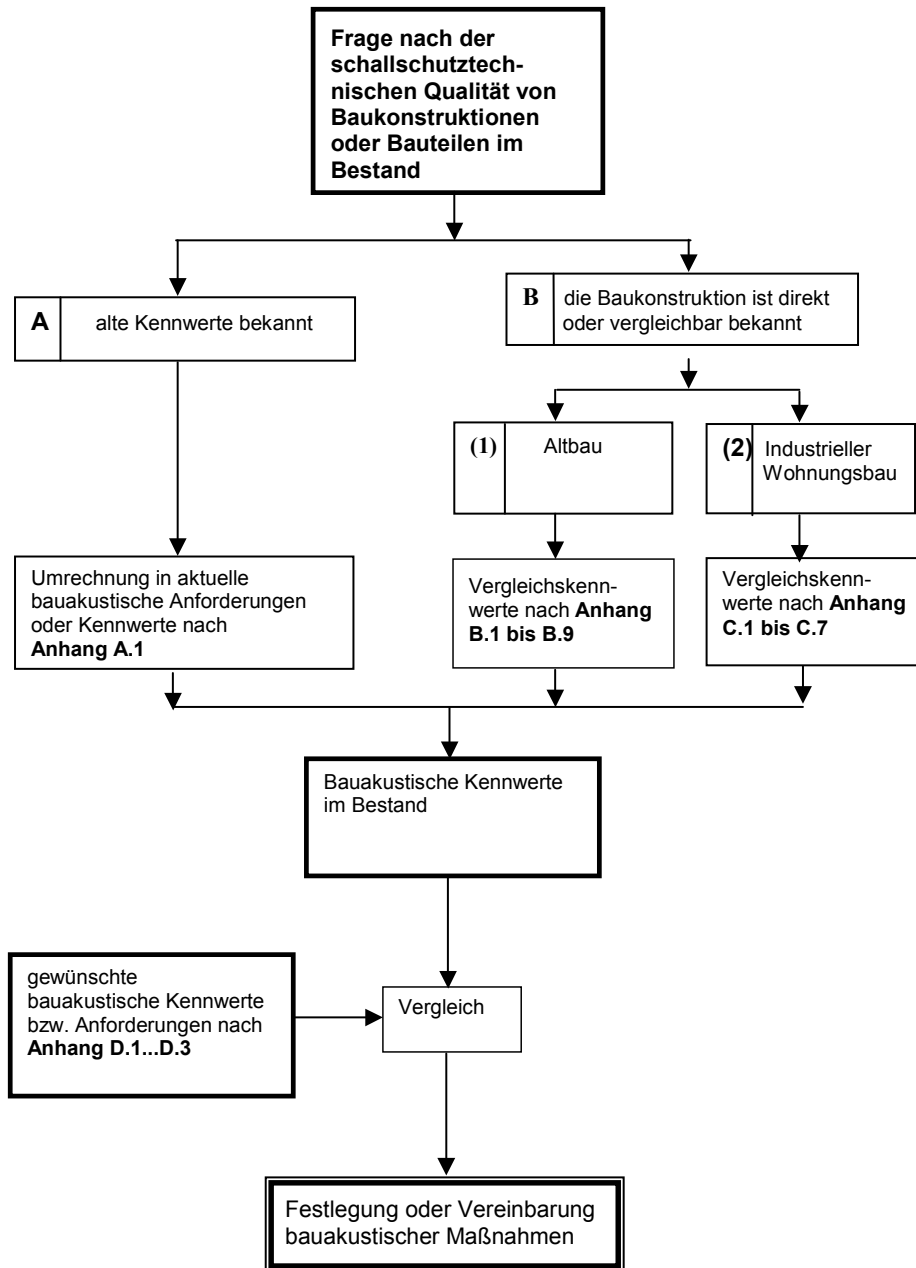 Frage nach der
schallschutztech-
nischen Qualität von
Baukonstruktionen
oder Bauteilen im
Bestand
A
alte Kennwerte bekannt
B
die Baukonstruktion ist direkt
oder vergleichbar bekannt
(1)
Altbau
(2)
Industrieller
Wohnungsbau
Umrechnung in aktuelle
bauakustische Anforderungen
oder Kennwerte nach
Anhang A.1
Vergleichskenn-
werte nach Anhang
B.1 bis B.9
Vergleichskenn-
werte nach Anhang
C.1 bis C.7
Bauakustische Kennwerte
im Bestand
gewünschte
bauakustische Kennwerte
bzw. Anforderungen nach
Anhang D.1...D.3
Vergleich
Festlegung oder Vereinbarung
bauakustischer Maßnahmen